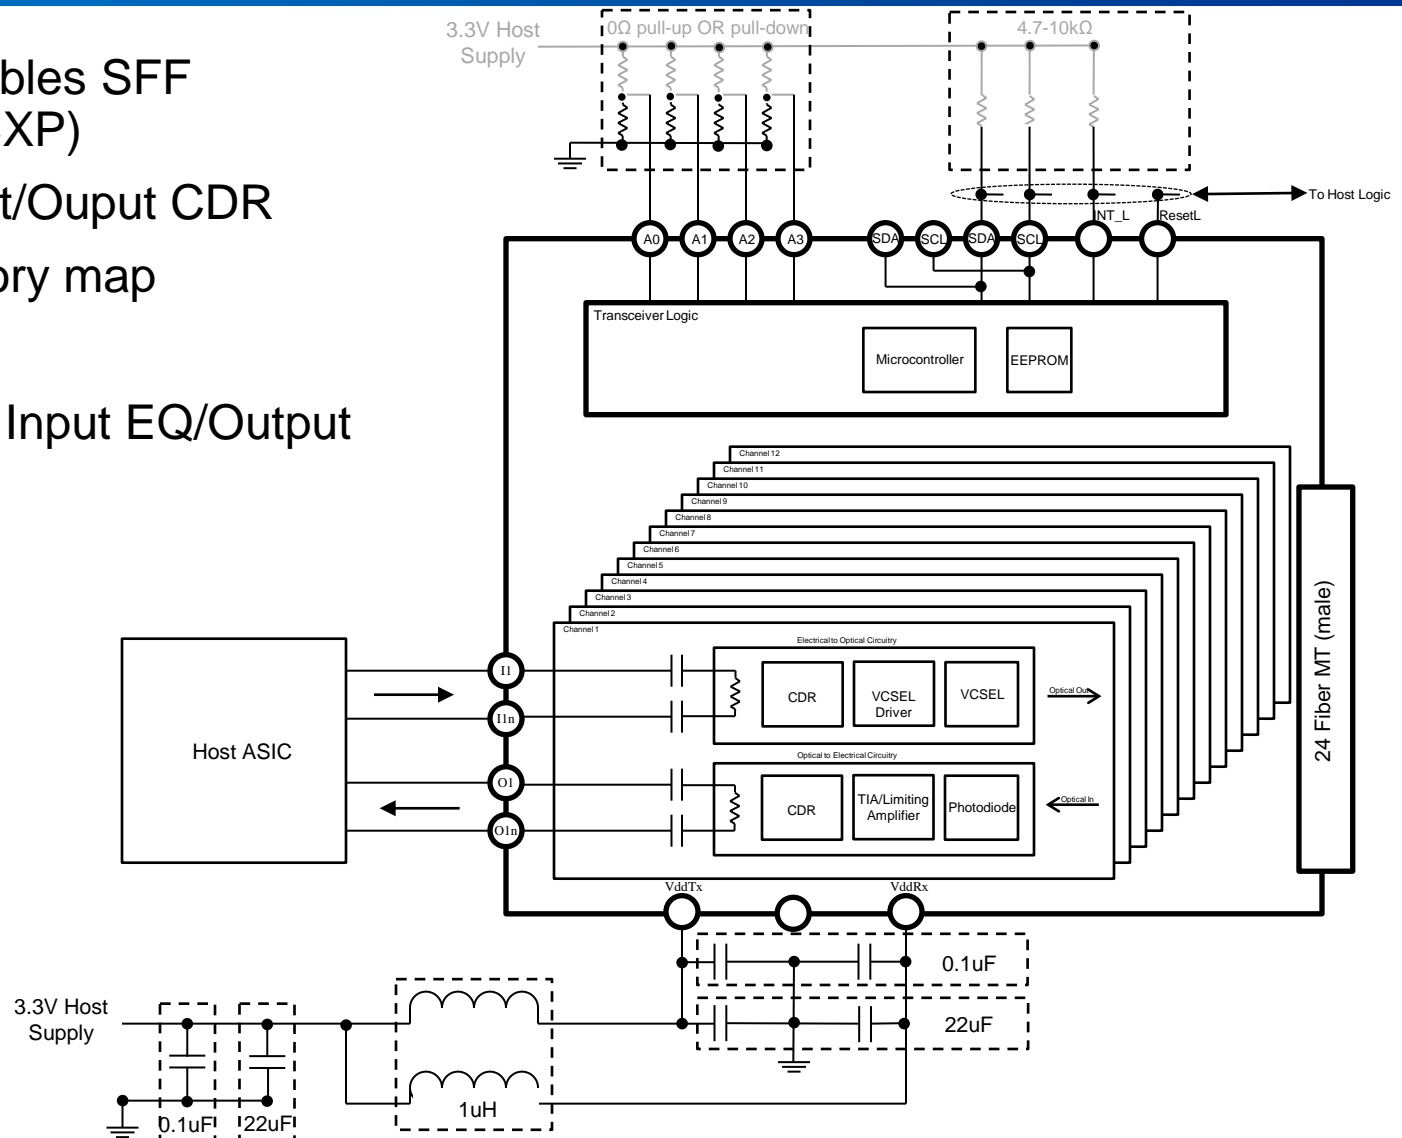 bles SFF
XP)
t/Ouput CDR
ory map
Input EQ/Output
3.3V Host
Supply
0Ω pull-up OR pull-down
4.7-10kΩ
To Host Logic
INT_L
ResetL
A0
A1
A2
A3
SDA
SCL
SDA
SCL
Transceiver Logic
Microcontroller
EEPROM
Channel 12
Channel 11
Channel 10
Channel 9
Channel 8
Channel 7
Channel 6
Channel 5
Channel 4
Channel 3
Channel 2
Channel 1
24 Fiber MT (male)
Host ASIC
I1
I1n
O1
O1n
Electrical to Optical Circuitry
CDR
VCSEL
Driver
VCSEL
Optical Out
Optical to Electrical Circuitry
CDR
TIA/Limiting
Amplifier
Photodiode
Optical In
VddTx
VddRx
0.1uF
22uF
3.3V Host
Supply
0.1uF
22uF
1uH